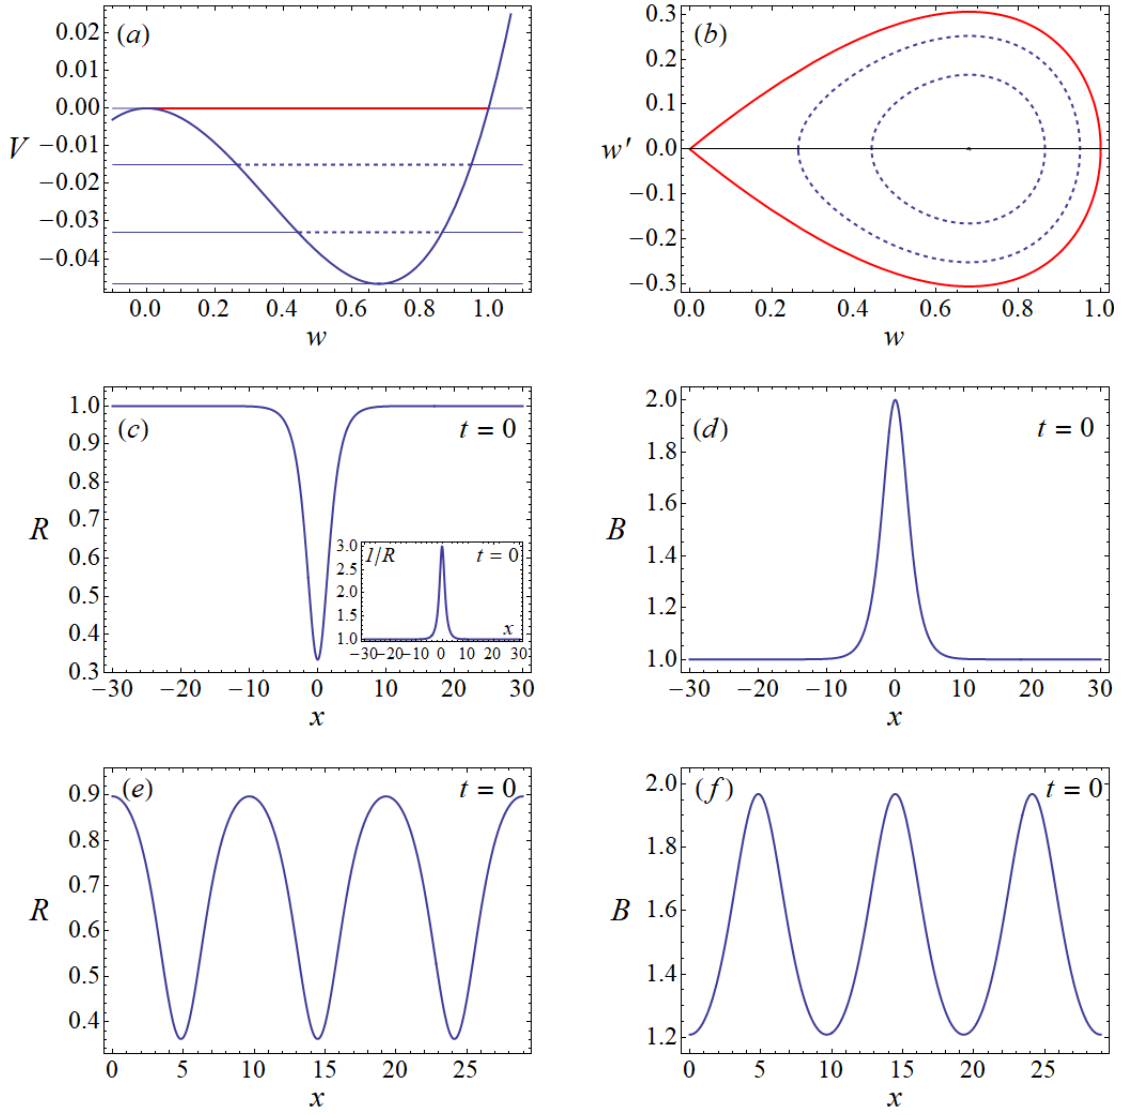 (a)
V
0.02
0.01
0.00
−0.01
−0.02
−0.03
−0.04
0.0 0.2 0.4 0.6 0.8 1.0
w
(b)
w′
0.3
0.2
0.1
0.0
−0.1
−0.2
−0.3
0.0 0.2 0.4 0.6 0.8 1.0
w
(c)
t = 0
R
1.0
0.9
0.8
0.7
0.6
0.5
0.4
0.3
−30 −20 −10 0 10 20 30
x
1/R
t = 0
3.0
2.5
2.0
1.5
1.0
−30 −20 −10 0 10 20 30
x
(d)
t = 0
B
2.0
1.8
1.6
1.4
1.2
1.0
−30 −20 −10 0 10 20 30
x
(e)
t = 0
R
0.9
0.8
0.7
0.6
0.5
0.4
0 5 10 15 20 25
x
(f)
t = 0
B
2.0
1.8
1.6
1.4
1.2
0 5 10 15 20 25
x